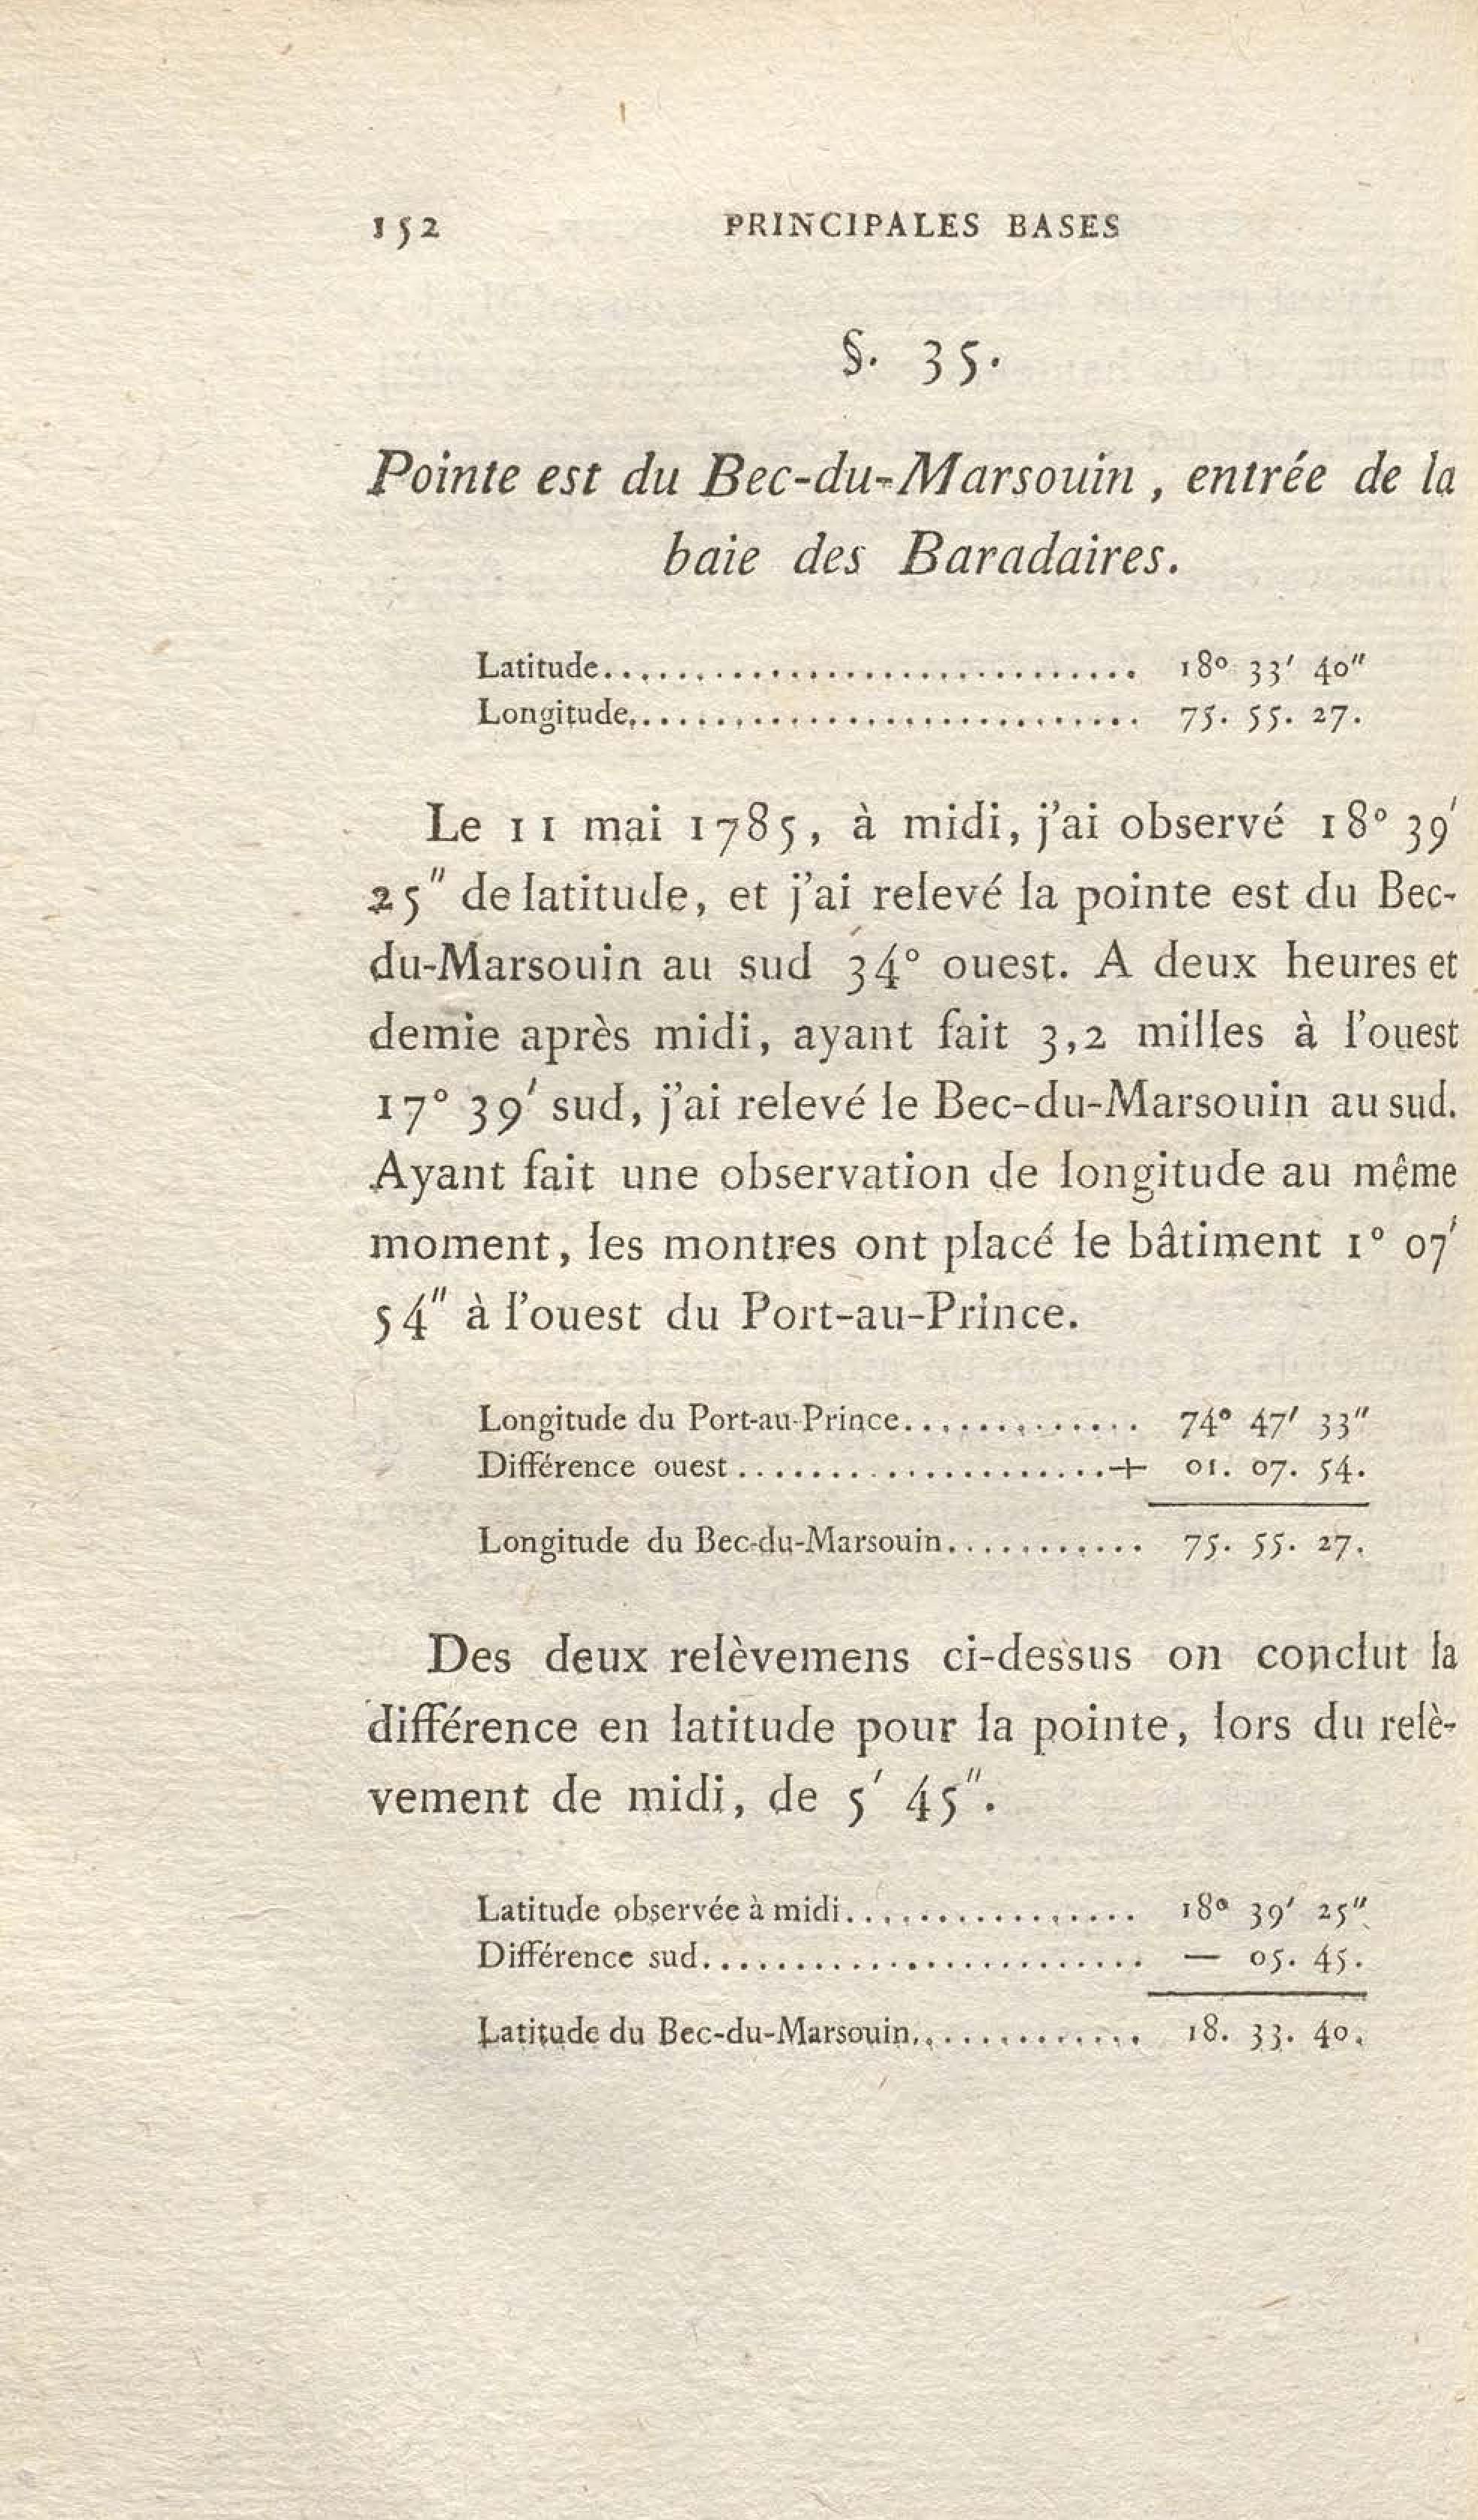 152 PRINCIPALES BASES
§. 35.
Pointe est du Bec-du-Marsouin, entrée de la
baie des Baradaires.
Latitude.............................. 18° 33′ 40″
Longitude............................ 75. 55. 27.
Le 11 mai 1785, à midi, j'ai observé 18° 39′
25″ de latitude, et j'ai relevé la pointe est du Bec-
du-Marsouin au sud 34° ouest. A deux heures et
demie après midi, ayant fait 3,2 milles à l'ouest
17° 39′ sud, j'ai relevé le Bec-du-Marsouin au sud.
Ayant fait une observation de longitude au même
moment, les montres ont placé le bâtiment 1° 07′
54″ à l'ouest du Port-au-Prince.
Longitude du Port-au-Prince............. 74° 47′ 33″
Différence ouest.....................+ 01. 07. 54.
Longitude du Bec-du-Marsouin........... 75. 55. 27.
Des deux relèvemens ci-dessus on conclut la
différence en latitude pour la pointe, lors du relè-
vement de midi, de 5′ 45″.
Latitude observée à midi................ 18° 39′ 25″
Différence sud........................ — 05. 45.
Latitude du Bec-du-Marsouin............. 18. 33. 40.